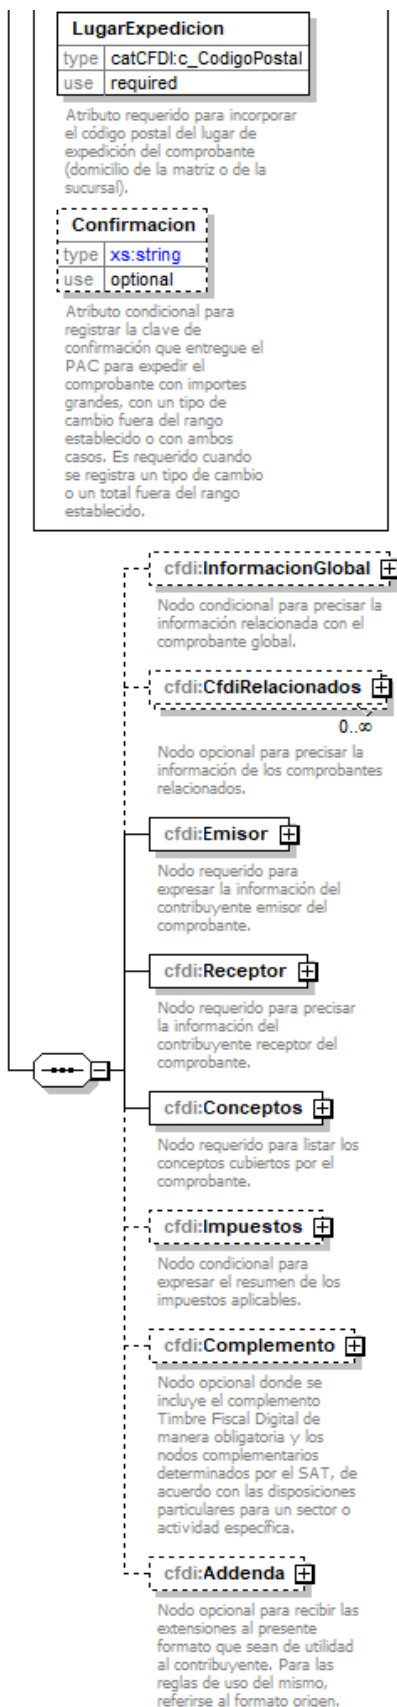 LugarExpedicion
type catCFDI:c_CodigoPostal
use required
Atributo requerido para incorporar
el código postal del lugar de
expedición del comprobante
(domicilio de la matriz o de la
sucursal).
Confirmacion
type xs:string
use optional
Atributo condicional para
registrar la clave de
confirmación que entregue el
PAC para expedir el
comprobante con importes
grandes, con un tipo de
cambio fuera del rango
establecido o con ambos
casos. Es requerido cuando
se registra un tipo de cambio
o un total fuera del rango
establecido.
cfdi:InformacionGlobal
Nodo condicional para precisar la
información relacionada con el
comprobante global.
cfdi:CfdiRelacionados
0..∞
Nodo opcional para precisar la
información de los comprobantes
relacionados.
cfdi:Emisor
Nodo requerido para
expresar la información del
contribuyente emisor del
comprobante.
cfdi:Receptor
Nodo requerido para precisar
la información del
contribuyente receptor del
comprobante.
cfdi:Conceptos
Nodo requerido para listar los
conceptos cubiertos por el
comprobante.
cfdi:Impuestos
Nodo condicional para
expresar el resumen de los
impuestos aplicables.
cfdi:Complemento
Nodo opcional donde se
incluye el complemento
Timbre Fiscal Digital de
manera obligatoria y los
nodos complementarios
determinados por el SAT, de
acuerdo con las disposiciones
particulares para un sector o
actividad específica.
cfdi:Addenda
Nodo opcional para recibir las
extensiones al presente
formato que sean de utilidad
al contribuyente. Para las
reglas de uso del mismo,
referirse al formato origen.